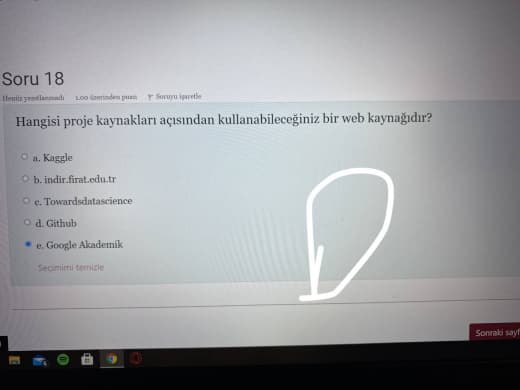 Soru 18
Henüz yanıtlanmadı 1,00 üzerinden puan Soruyu işaretle
Hangisi proje kaynakları açısından kullanabileceğiniz bir web kaynağıdır?
a. Kaggle
b. indir.firat.edu.tr
c. Towardsdatascience
d. Github
e. Google Akademik
Seçimimi temizle
D
Sonraki sayf